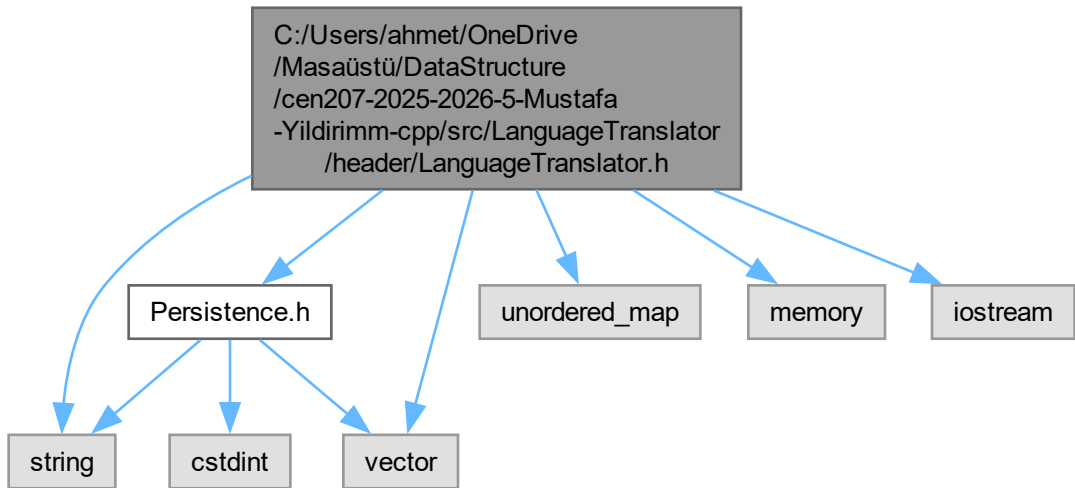 C:/Users/ahmet/OneDrive
/Masaüstü/DataStructure
/cen207-2025-2026-5-Mustafa
-Yildirimm-cpp/src/LanguageTranslator
/header/LanguageTranslator.h
Persistence.h
unordered_map
memory
iostream
string
cstdint
vector